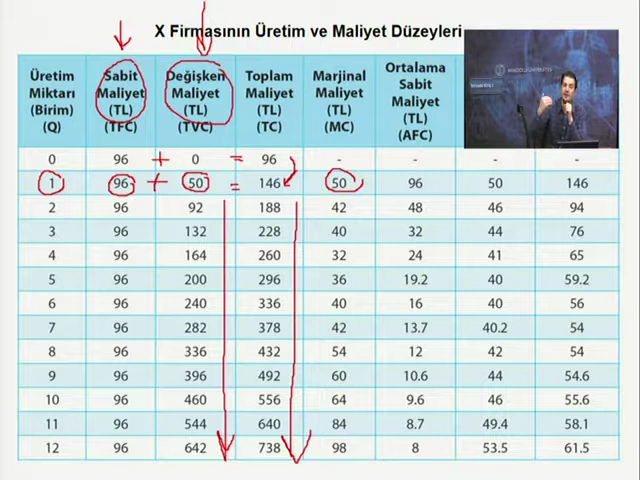 X Firmasının Üretim ve Maliyet Düzeyleri
Üretim Miktarı (Birim) (Q) Sabit Maliyet (TL) (TFC) Değişken Maliyet (TL) (TVC) Toplam Maliyet (TL) (TC) Marjinal Maliyet (TL) (MC) Ortalama Sabit Maliyet (TL) (AFC)
0 96 + 0 = 96 - - - -
1 96 + 50 = 146 50 96 50 146
2 96 92 188 42 48 46 94
3 96 132 228 40 32 44 76
4 96 164 260 32 24 41 65
5 96 200 296 36 19.2 40 59.2
6 96 240 336 40 16 40 56
7 96 282 378 42 13.7 40.2 54
8 96 336 432 54 12 42 54
9 96 396 492 60 10.6 44 54.6
10 96 460 556 64 9.6 46 55.6
11 96 544 640 84 8.7 49.4 58.1
12 96 642 738 98 8 53.5 61.5